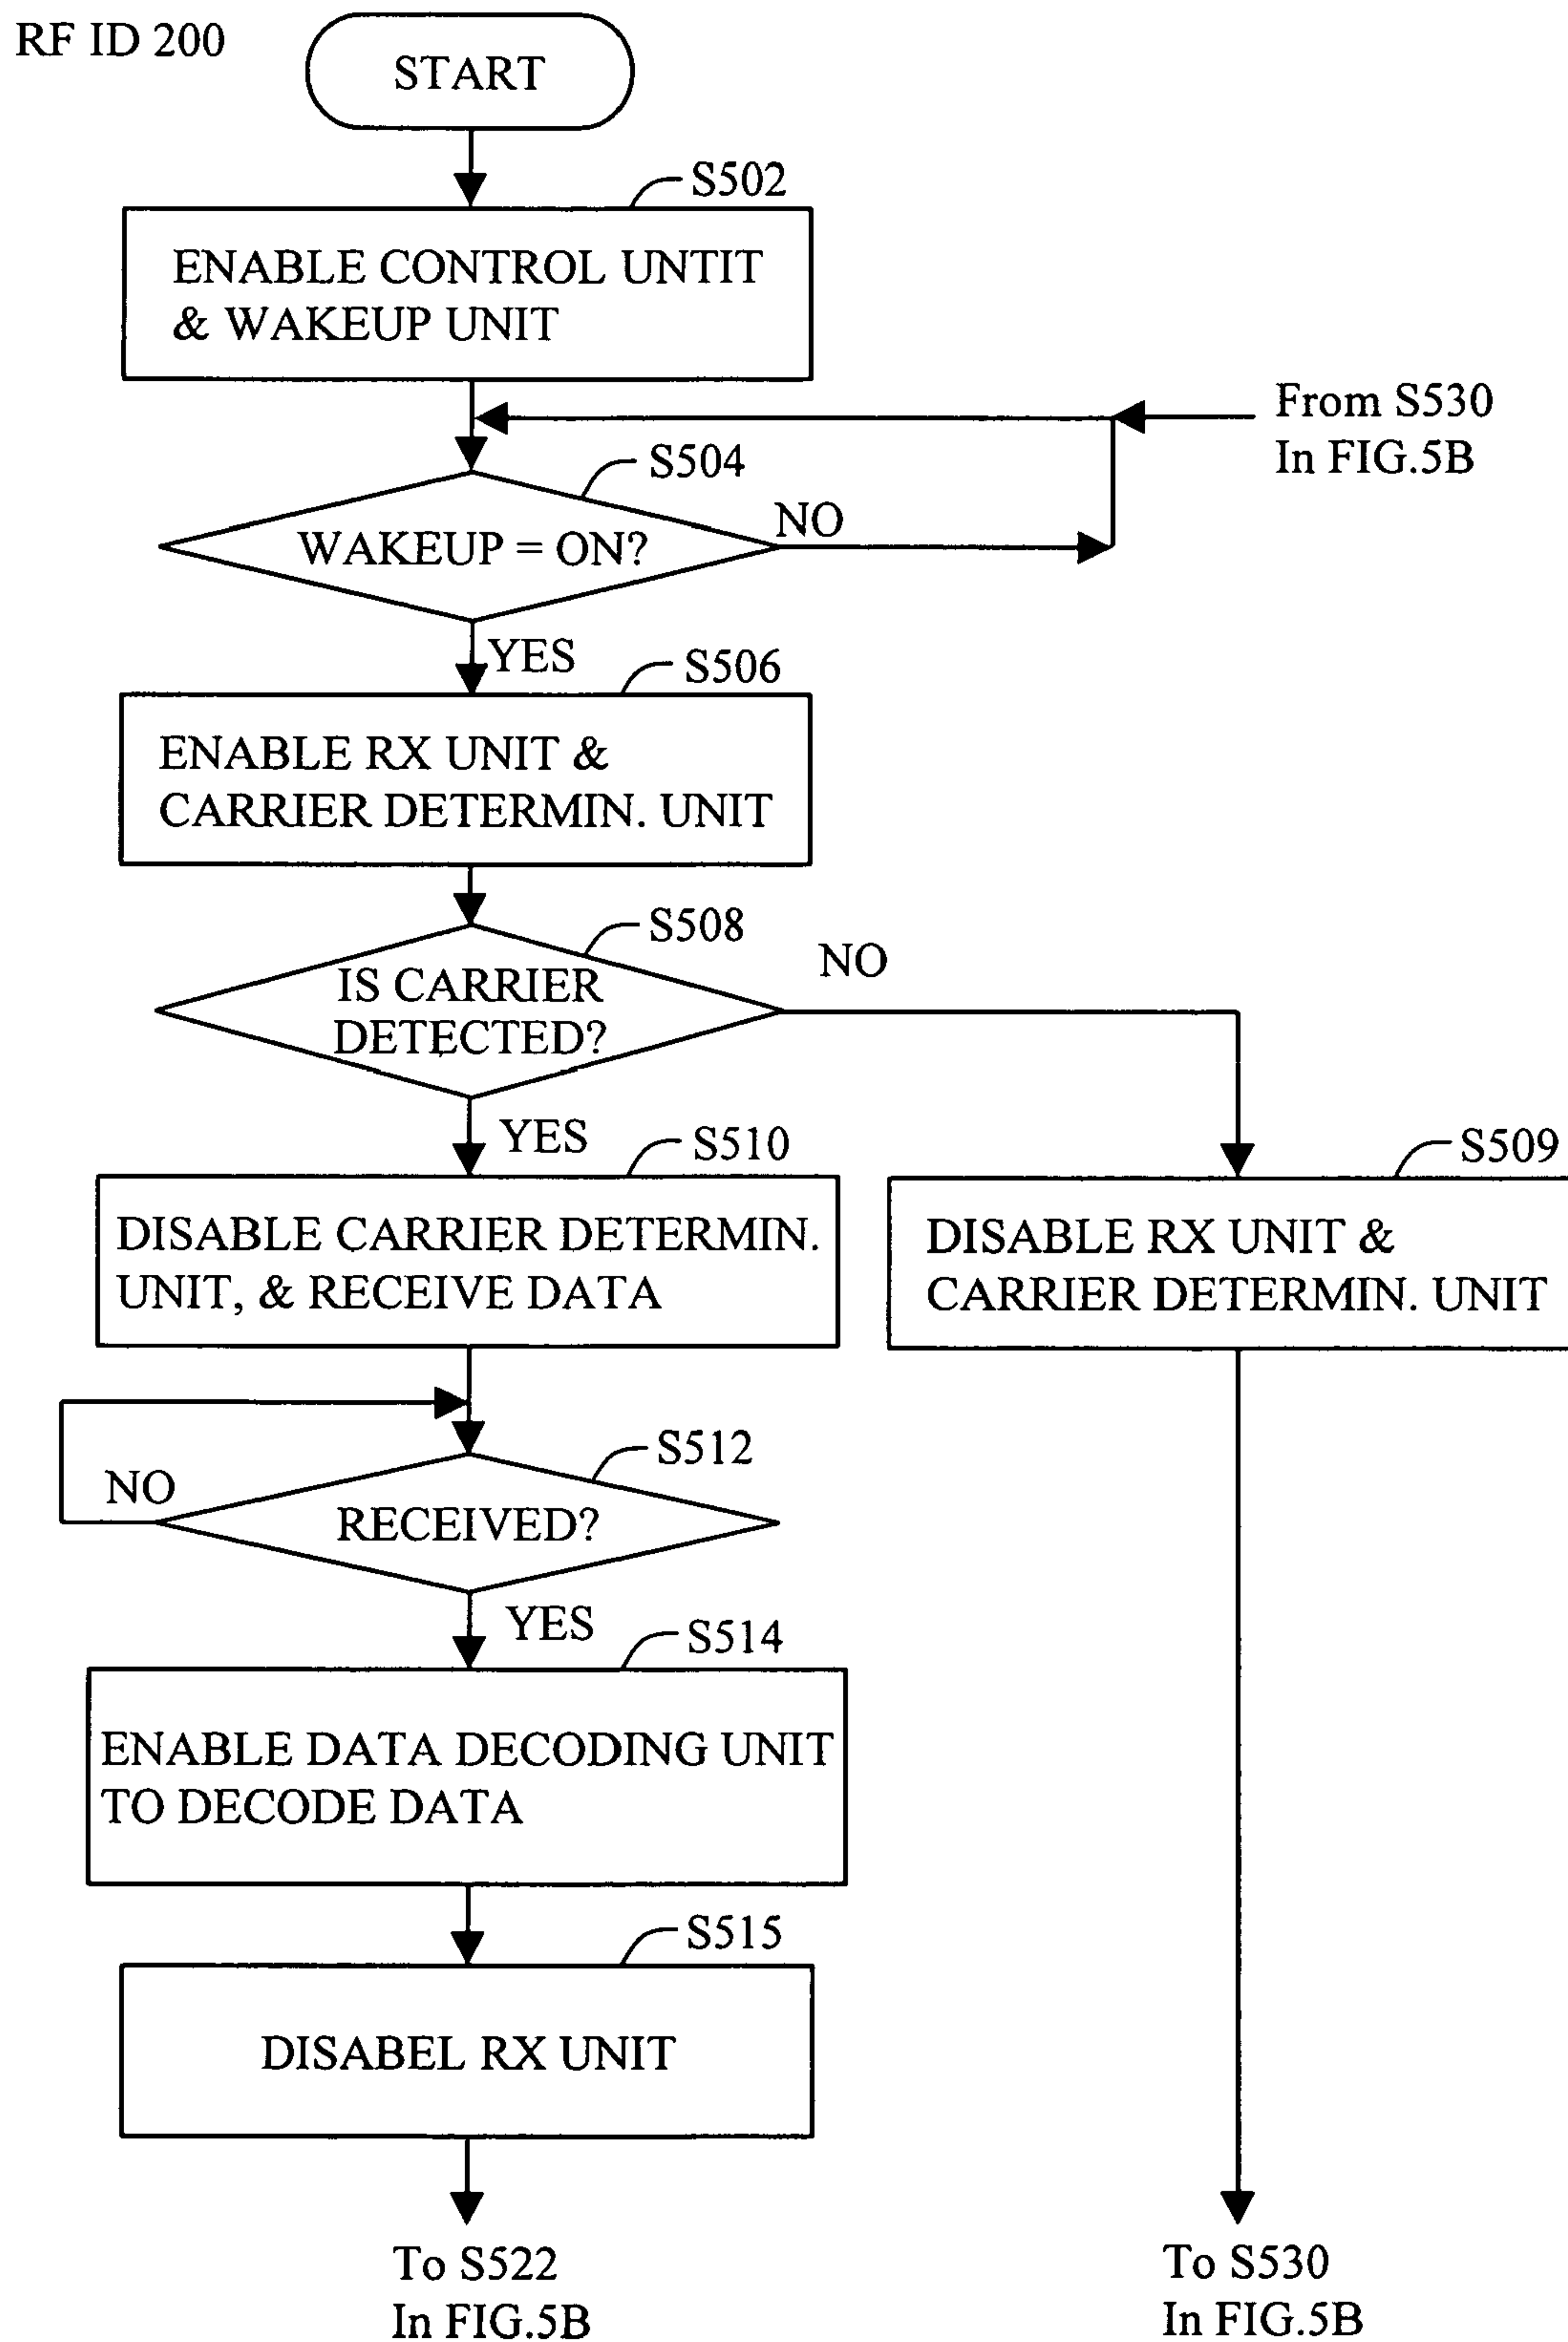 RF ID 200
START
S502
ENABLE CONTROL UNTIT
& WAKEUP UNIT
From S530
In FIG.5B
S504
WAKEUP = ON?
NO
YES
S506
ENABLE RX UNIT &
CARRIER DETERMIN. UNIT
S508
NO
IS CARRIER
DETECTED?
YES
S510
S509
DISABLE CARRIER DETERMIN.
UNIT, & RECEIVE DATA
DISABLE RX UNIT &
CARRIER DETERMIN. UNIT
S512
NO
RECEIVED?
YES
S514
ENABLE DATA DECODING UNIT
TO DECODE DATA
S515
DISABEL RX UNIT
To S522
In FIG.5B
To S530
In FIG.5B